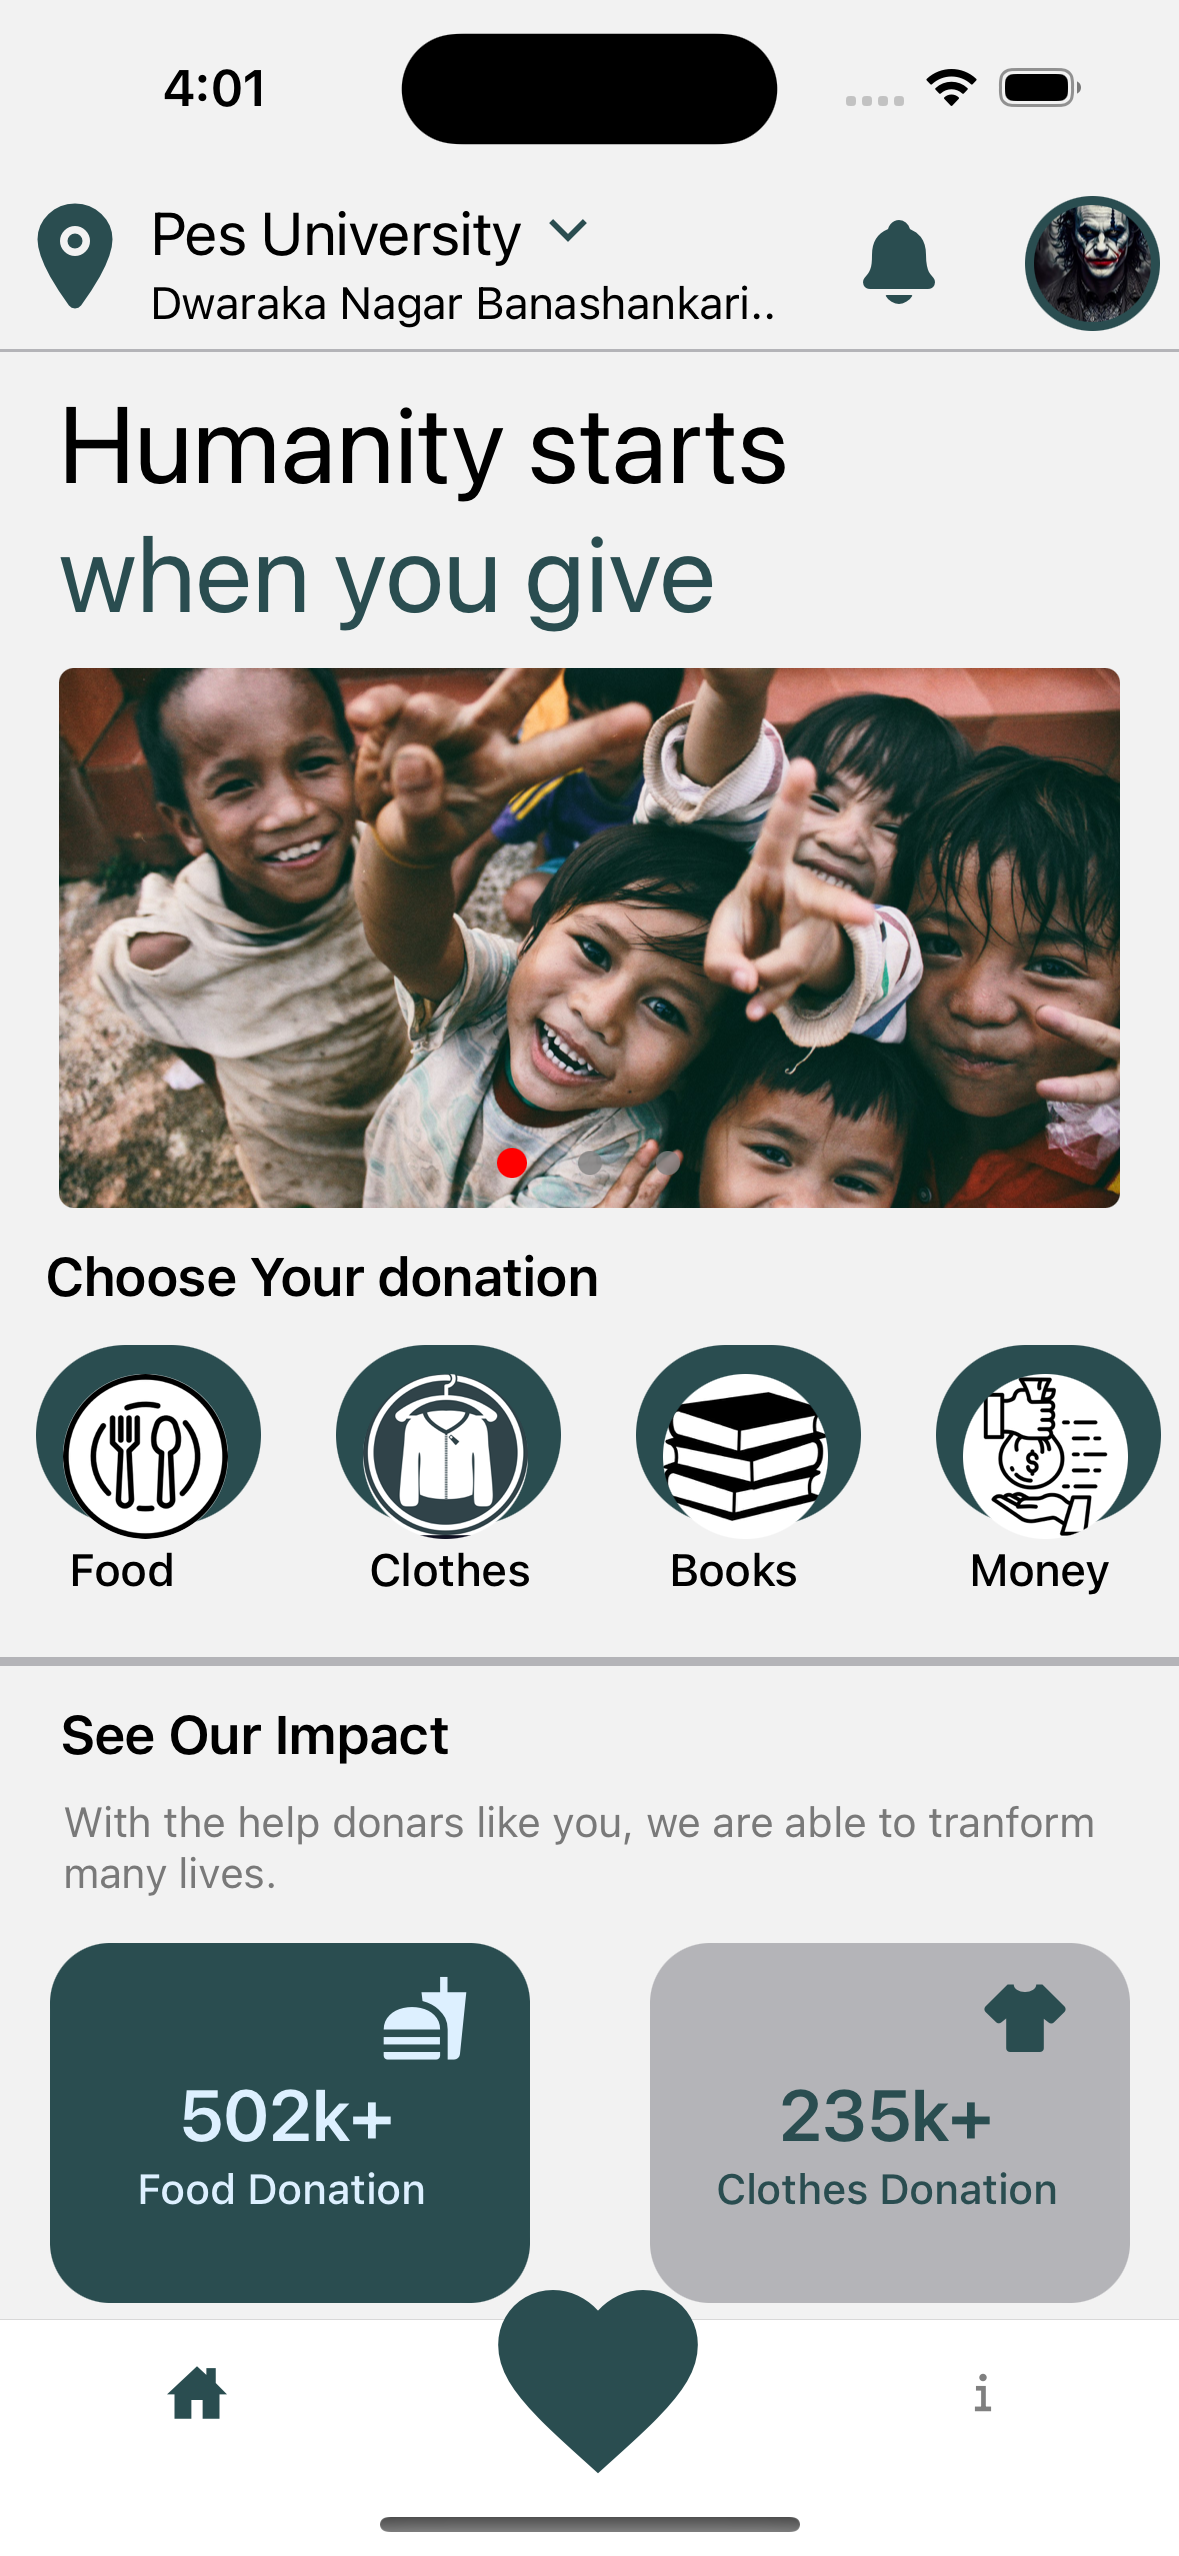 4:01
Pes University
Dwaraka Nagar Banashankari..
Humanity starts
when you give
Choose Your donation
Food
Clothes
Books
Money
See Our Impact
With the help donars like you, we are able to tranform
many lives.
502k+
Food Donation
235k+
Clothes Donation